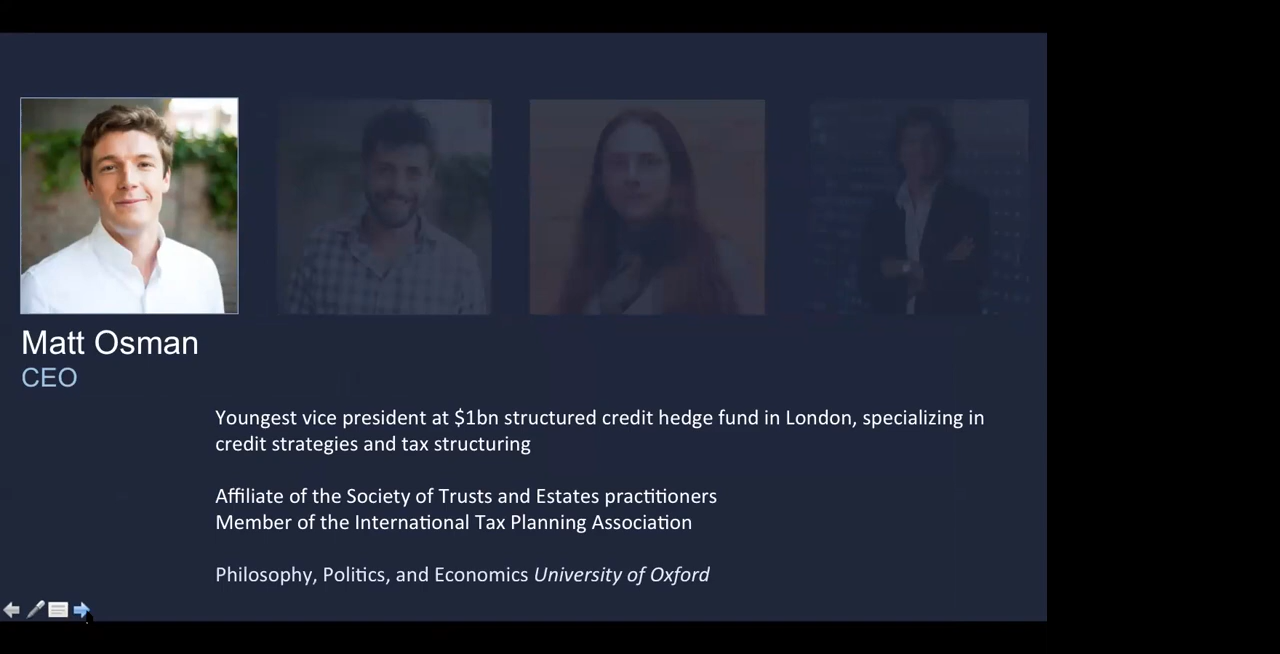 Matt Osman
CEO
Youngest vice president at $1bn structured credit hedge fund in London, specializing in
credit strategies and tax structuring
Affiliate of the Society of Trusts and Estates practitioners
Member of the International Tax Planning Association
Philosophy, Politics, and Economics University of Oxford